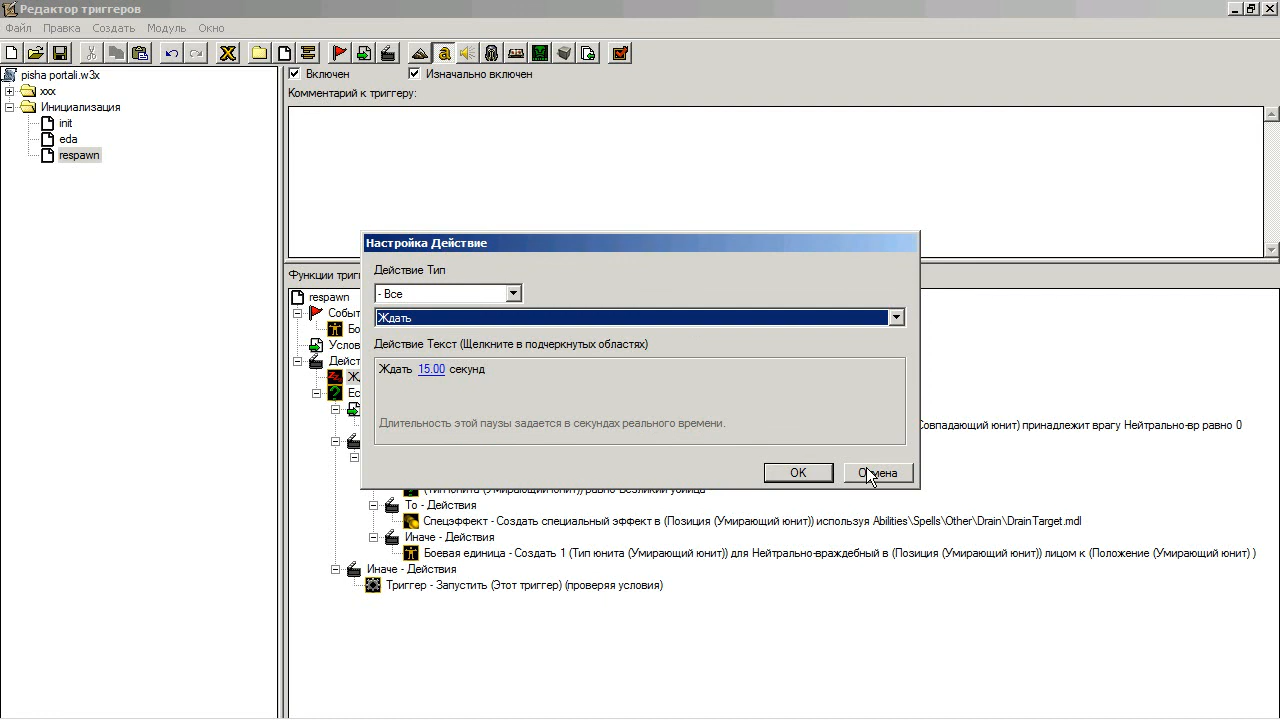 Редактор триггеров
Файл Правка Создать Модуль Окно
pisha portali.w3x
xxx
Инициализация
init
eda
respawn
Включен
Изначально включен
Комментарий к триггеру:
Настройка Действие
Действие Тип
- Все
Ждать
Действие Текст (Щелкните в подчеркнутых областях)
Ждать 15.00 секунд
Длительность этой паузы задается в секундах реального времени.
OK
Отмена
respawn
принадлежит врагу Нейтрально-вр равно 0
(Тип юнита (Умирающий юнит)) равно Великий убийца
То - Действия
Спецэффект - Создать специальный эффект в (Позиция (Умирающий юнит)) используя Abilities\Spells\Other\Drain\DrainTarget.mdl
Иначе - Действия
Боевая единица - Создать 1 (Тип юнита (Умирающий юнит)) для Нейтрально-враждебный в (Позиция (Умирающий юнит)) лицом к (Положение (Умирающий юнит) )
Иначе - Действия
Триггер - Запустить (Этот триггер) (проверяя условия)